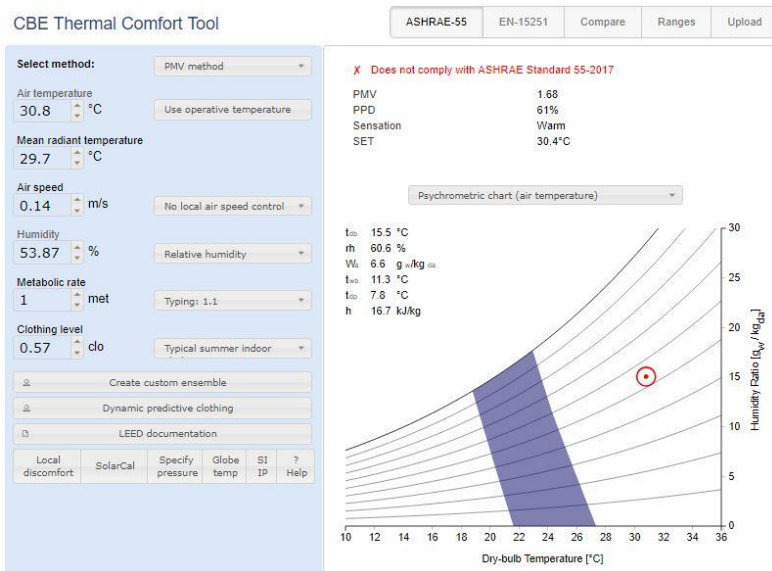 CBE Thermal Comfort Tool
ASHRAE-55 EN-15251 Compare Ranges Upload
Select method: PMV method
Air temperature
30.8 °C Use operative temperature
Mean radiant temperature
29.7 °C
Air speed
0.14 m/s No local air speed control
Humidity
53.87 % Relative humidity
Metabolic rate
1 met Typing: 1.1
Clothing level
0.57 clo Typical summer indoor
Create custom ensemble
Dynamic predictive clothing
LEED documentation
Local discomfort SolarCal Specify pressure Globe temp SI IP ? Help
✗ Does not comply with ASHRAE Standard 55-2017
PMV 1.68
PPD 61%
Sensation Warm
SET 30.4°C
Psychrometric chart (air temperature)
tdb 15.5 °C
rh 60.6 %
Wa 6.6 g w/kg da
twb 11.3 °C
tdp 7.8 °C
h 16.7 kJ/kg
30
25
20
15
10
5
0
Humidity Ratio [gw / kgda]
10 12 14 16 18 20 22 24 26 28 30 32 34 36
Dry-bulb Temperature [°C]